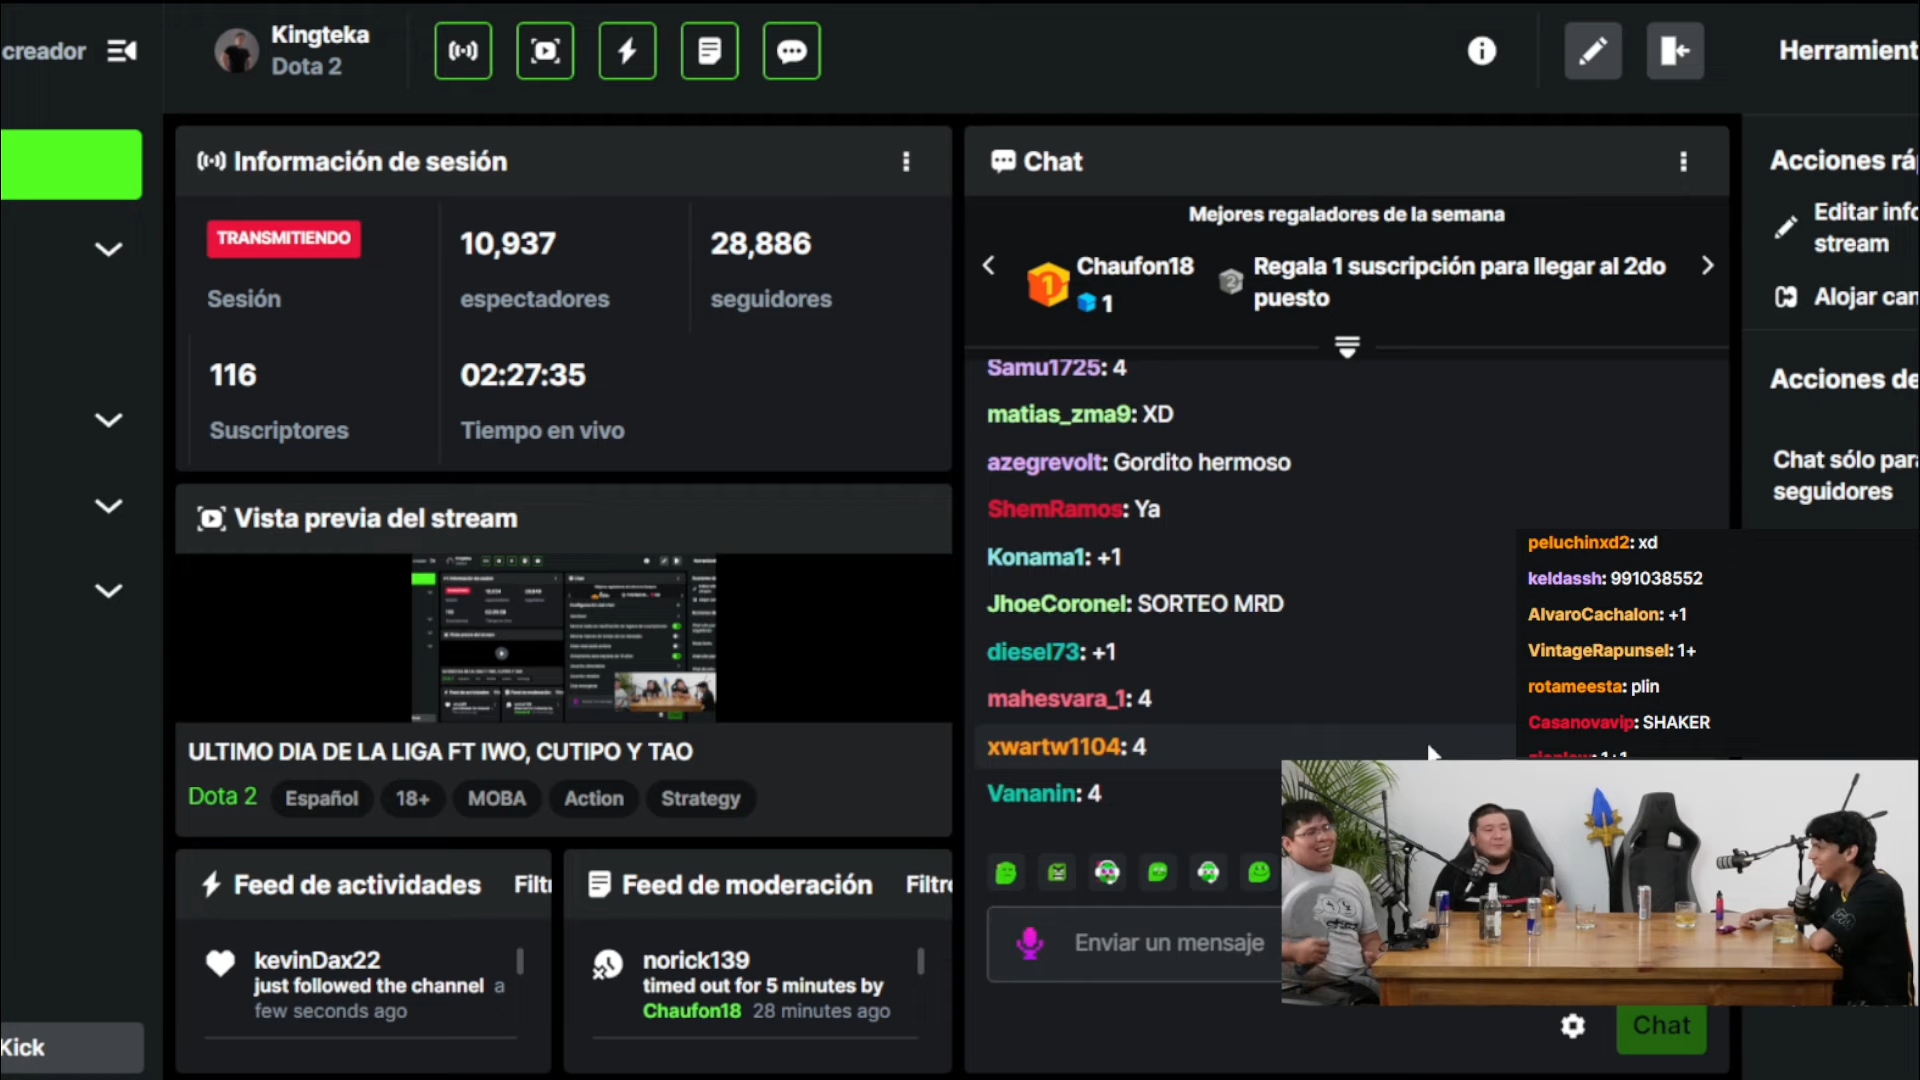 creador
Kingteka
Dota 2
Herramient
Información de sesión
TRANSMITIENDO
Sesión
10,937
espectadores
28,886
seguidores
116
Suscriptores
02:27:35
Tiempo en vivo
Vista previa del stream
ULTIMO DIA DE LA LIGA FT IWO, CUTIPO Y TAO
Dota 2 Español 18+ MOBA Action Strategy
Feed de actividades Filtr
kevinDax22
just followed the channel a
few seconds ago
Feed de moderación Filtro
norick139
timed out for 5 minutes by
Chaufon18 28 minutes ago
Kick
Chat
Mejores regaladores de la semana
1
Chaufon18
1
2
Regala 1 suscripción para llegar al 2do
puesto
Samu1725: 4
matias_zma9: XD
azegrevolt: Gordito hermoso
ShemRamos: Ya
Konama1: +1
JhoeCoronel: SORTEO MRD
diesel73: +1
mahesvara_1: 4
xwartw1104: 4
Vananin: 4
Enviar un mensaje
Chat
Acciones rá
Editar info
stream
Alojar can
Acciones de
Chat sólo para
seguidores
peluchinxd2: xd
keldassh: 991038552
AlvaroCachalon: +1
VintageRapunsel: 1+
rotameesta: plin
Casanovavip: SHAKER